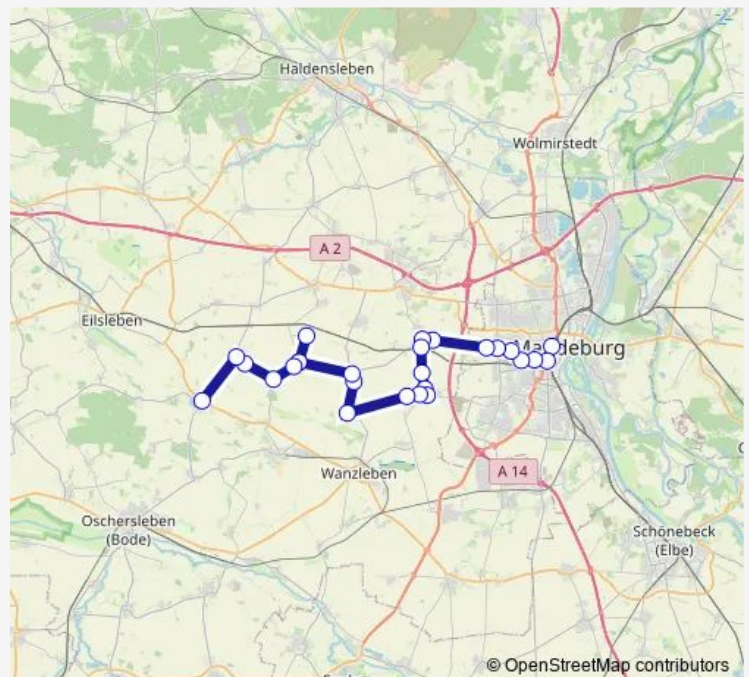 Haldensleben
Wolmirstedt
A 2
Eilsleben
Magdeburg
Wanzleben
A 14
Oschersleben
(Bode)
Schönebeck
(Elbe)
© OpenStreetMap contributors